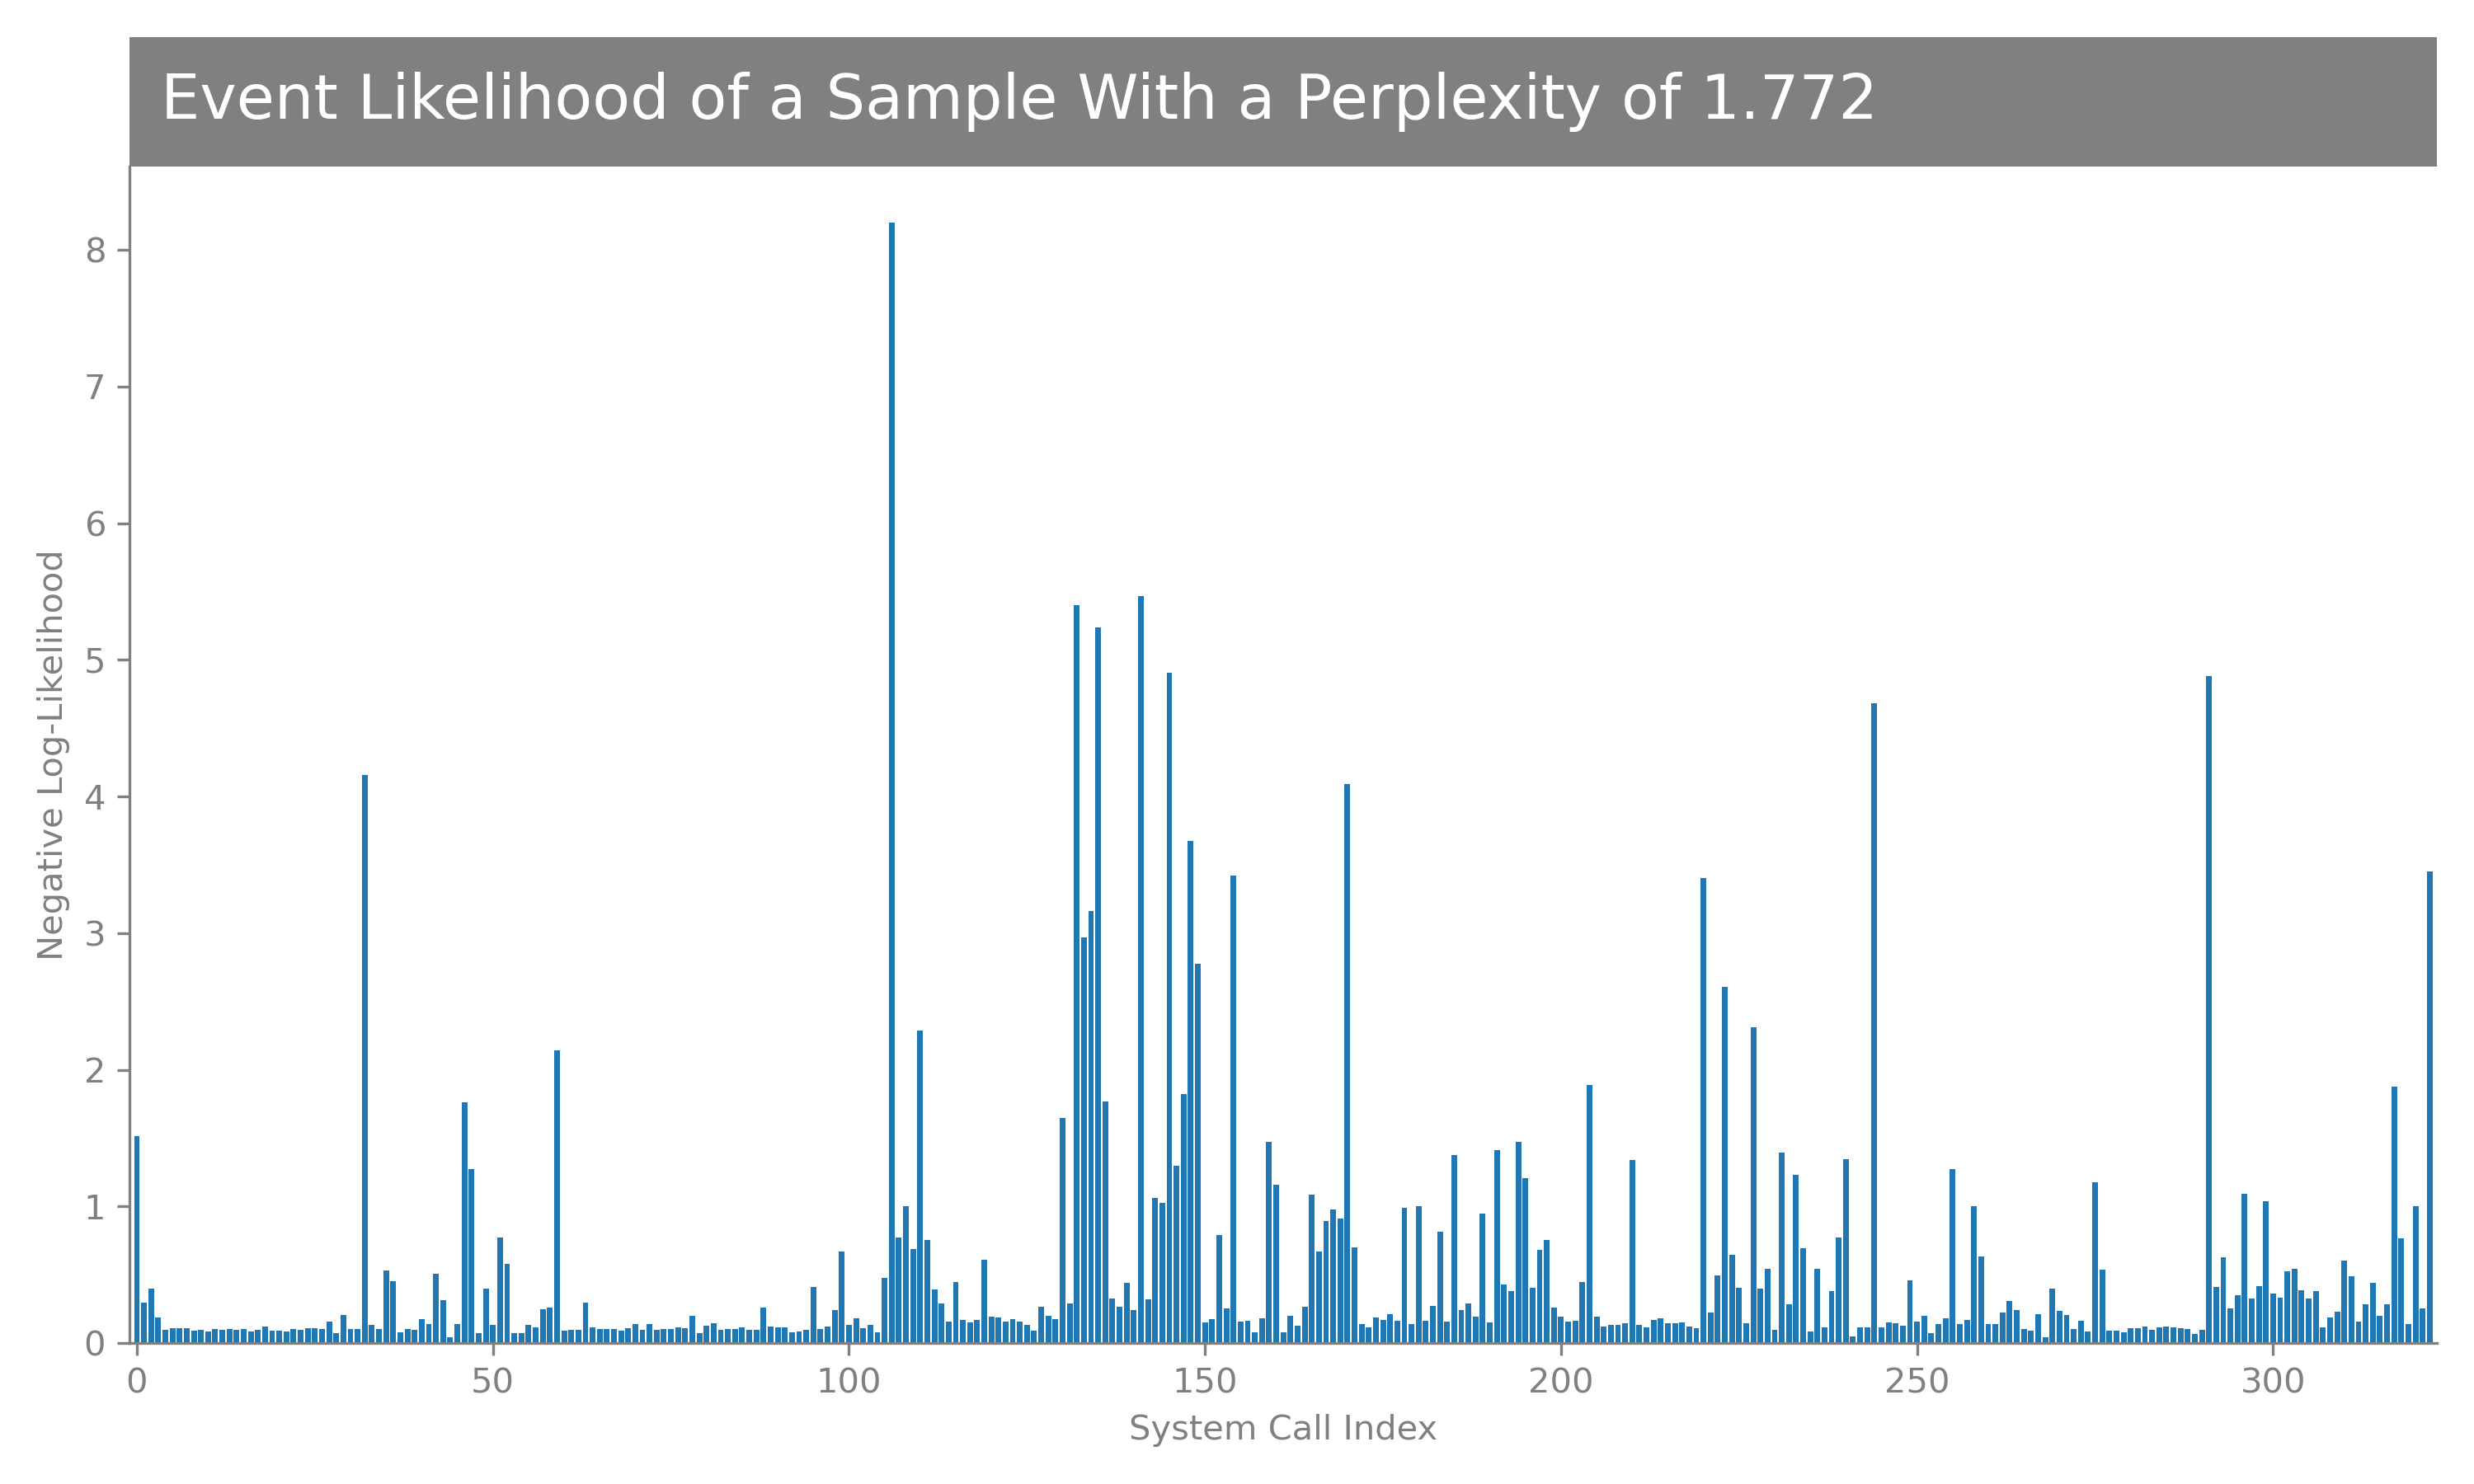 Event Likelihood of a Sample With a Perplexity of 1.772
Negative Log-Likelihood
8
7
6
5
4
3
2
1
0
0 50 100 150 200 250 300
System Call Index